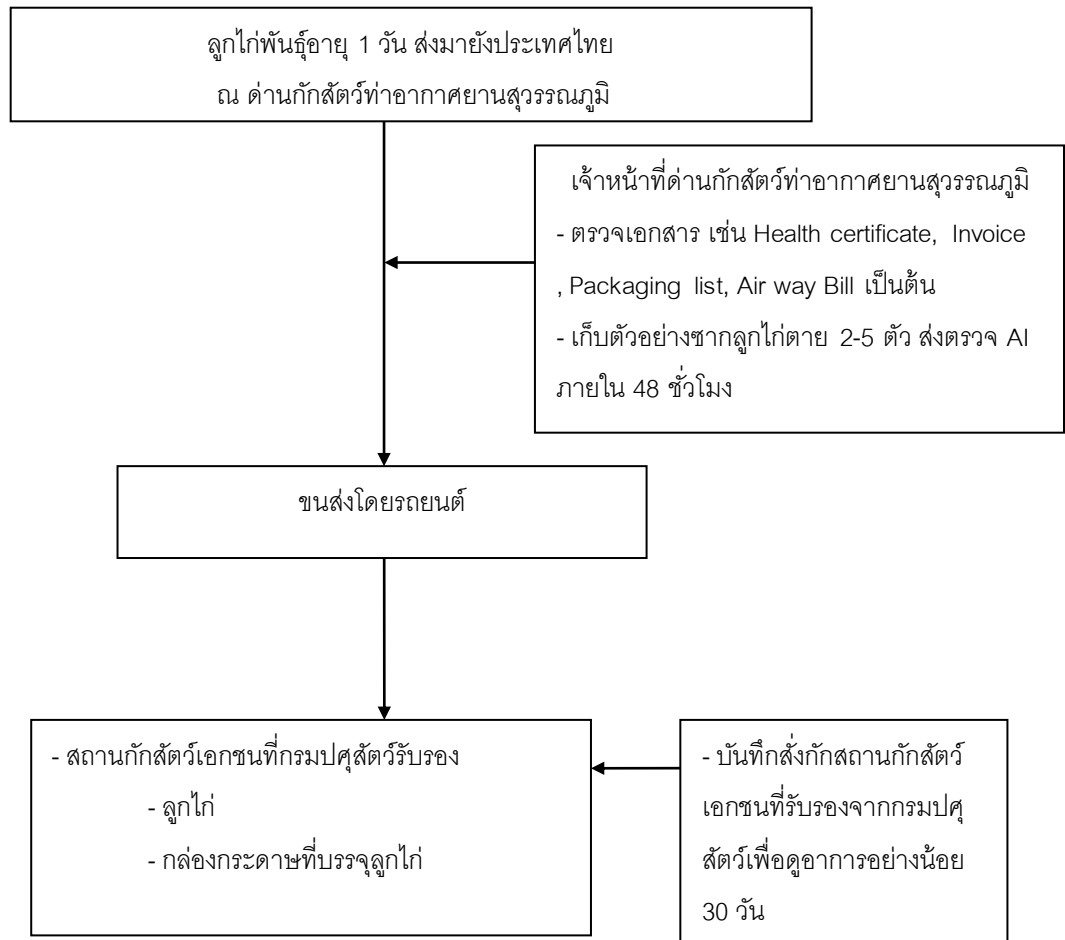 ลูกไก่พันธุ์อายุ 1 วัน ส่งมายังประเทศไทย
ณ ด่านกักสัตว์ท่าอากาศยานสุวรรณภูมิ
เจ้าหน้าที่ด่านกักสัตว์ท่าอากาศยานสุวรรณภูมิ
- ตรวจเอกสาร เช่น Health certificate, Invoice
, Packaging list, Air way Bill เป็นต้น
- เก็บตัวอย่างซากลูกไก่ตาย 2-5 ตัว ส่งตรวจ AI
ภายใน 48 ชั่วโมง
ขนส่งโดยรถยนต์
- สถานกักสัตว์เอกชนที่กรมปศุสัตว์รับรอง
- ลูกไก่
- กล่องกระดาษที่บรรจุลูกไก่
- บันทึกสั่งกักสถานกักสัตว์
เอกชนที่รับรองจากกรมปศุ
สัตว์เพื่อดูอาการอย่างน้อย
30 วัน